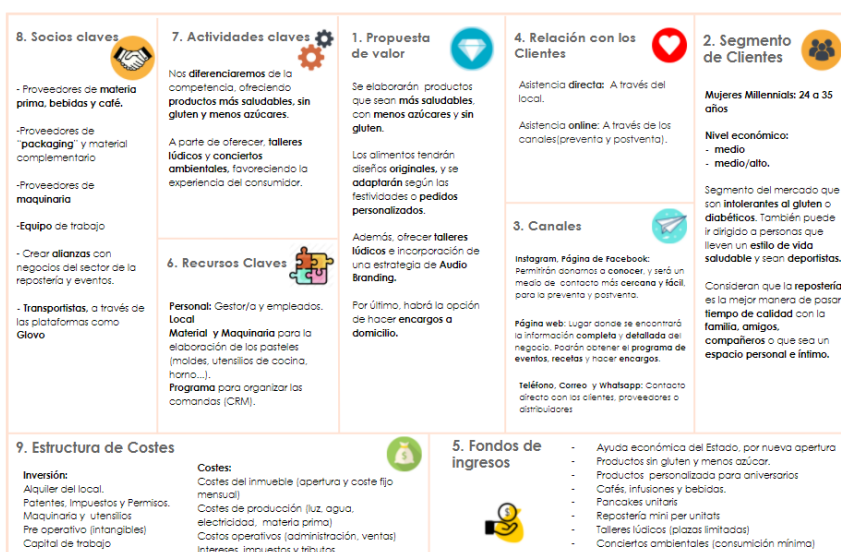 8. Socios claves
- Proveedores de materia
prima, bebidas y café.
-Proveedores de
¨packaging¨ y material
complementario
-Proveedores de
maquinaria
-Equipo de trabajo
- Crear alianzas con
negocios del sector de la
repostería y eventos.
- Transportistas, a través de
las plataformas como
Glovo
7. Actividades claves
Nos diferenciaremos de la
competencia, ofreciendo
productos más saludables, sin
gluten y menos azúcares.
A parte de ofrecer, talleres
lúdicos y conciertos
ambientales, favoreciendo la
experiencia del consumidor.
6. Recursos Claves
Personal: Gestor/a y empleados.
Local
Material y Maquinaria para la
elaboración de los pasteles
(moldes, utensilios de cocina,
horno...).
Programa para organizar las
comandas (CRM).
1. Propuesta
de valor
Se elaborarán productos
que sean más saludables,
con menos azúcares y sin
gluten.
Los alimentos tendrán
diseños originales, y se
adaptarán según las
festividades o pedidos
personalizados.
Además, ofrecer talleres
lúdicos e incorporación de
una estrategia de Audio
Branding.
Por último, habrá la opción
de hacer encargos a
domicilio.
4. Relación con los
Clientes
Asistencia directa: A través del
local.
Asistencia online: A través de los
canales(preventa y postventa).
3. Canales
Instagram, Página de Facebook:
Permitirán donarnos a conocer, y será un
medio de contacto más cercana y fácil,
para la preventa y postventa.
Página web: Lugar donde se encontrará
la información completa y detallada del
negocio. Podrán obtener el programa de
eventos, recetas y hacer encargos.
Teléfono, Correo y Whatsapp: Contacto
directo con los clientes, proveedores o
distribuidores
2. Segmento
de Clientes
Mujeres Millennials: 24 a 35
años
Nivel económico:
- medio
- medio/alto.
Segmento del mercado que
son intolerantes al gluten o
diabéticos. También puede
ir dirigido a personas que
lleven un estilo de vida
saludable y sean deportistas.
Consideran que la repostería
es la mejor manera de pasar
tiempo de calidad con la
familia, amigos,
compañeros o que sea un
espacio personal e íntimo.
9. Estructura de Costes
Inversión:
Alquiler del local.
Patentes, Impuestos y Permisos.
Maquinaria y utensilios
Pre operativo (intangibles)
Capital de trabajo
Costes:
Costes del inmueble (apertura y coste fijo
mensual)
Costes de producción (luz, agua,
electricidad, materia prima)
Costos operativos (administración, ventas)
Intereses, impuestos y tributos
5. Fondos de
ingresos
- Ayuda económica del Estado, por nueva apertura
- Productos sin gluten y menos azúcar.
- Productos personalizada para aniversarios
- Cafés, infusiones y bebidas.
- Pancakes unitaris
- Repostería mini per unitats
- Talleres lúdicos (plazas limitadas)
- Conciertos ambientales (consumición mínima)